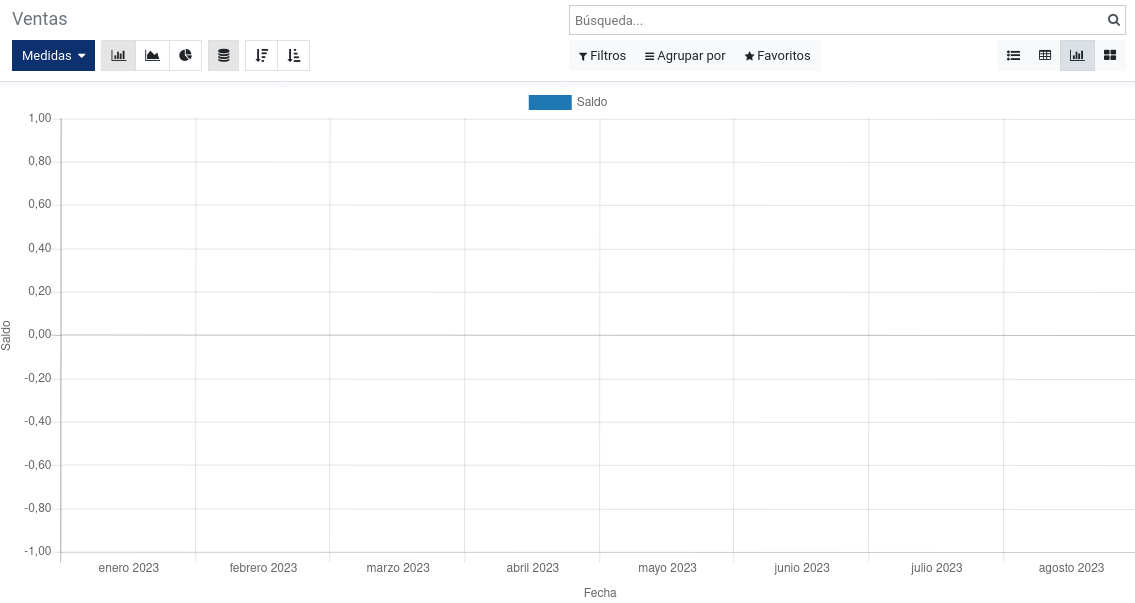 Ventas
Búsqueda...
Medidas
Filtros Agrupar por Favoritos
Saldo
1,00
0,80
0,60
0,40
0,20
0,00
-0,20
-0,40
-0,60
-0,80
-1,00
Saldo
enero 2023 febrero 2023 marzo 2023 abril 2023 mayo 2023 junio 2023 julio 2023 agosto 2023
Fecha